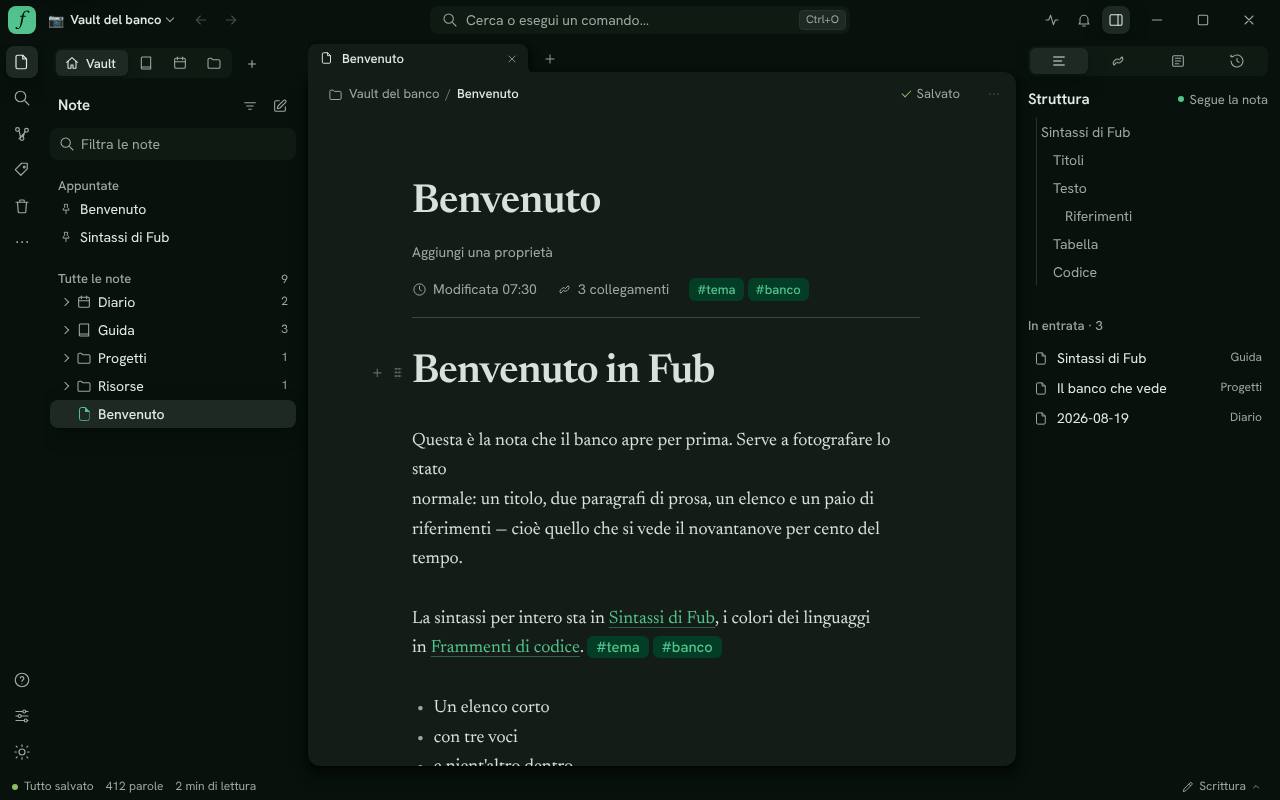 f
Vault del banco
Cerca o esegui un comando...
Ctrl+O
Vault
Note
Filtra le note
Appuntate
Benvenuto
Sintassi di Fub
Tutte le note 9
Diario 2
Guida 3
Progetti 1
Risorse 1
Benvenuto
Benvenuto
Vault del banco / Benvenuto
Salvato
Benvenuto
Aggiungi una proprietà
Modificata 07:30 3 collegamenti #tema #banco
Benvenuto in Fub
Questa è la nota che il banco apre per prima. Serve a fotografare lo
stato
normale: un titolo, due paragrafi di prosa, un elenco e un paio di
riferimenti — cioè quello che si vede il novantanove per cento del
tempo.
La sintassi per intero sta in Sintassi di Fub, i colori dei linguaggi
in Frammenti di codice. #tema #banco
• Un elenco corto
• con tre voci
• e nient'altro dentro
Struttura
Segue la nota
Sintassi di Fub
Titoli
Testo
Riferimenti
Tabella
Codice
In entrata · 3
Sintassi di Fub Guida
Il banco che vede Progetti
2026-08-19 Diario
Tutto salvato 412 parole 2 min di lettura
Scrittura